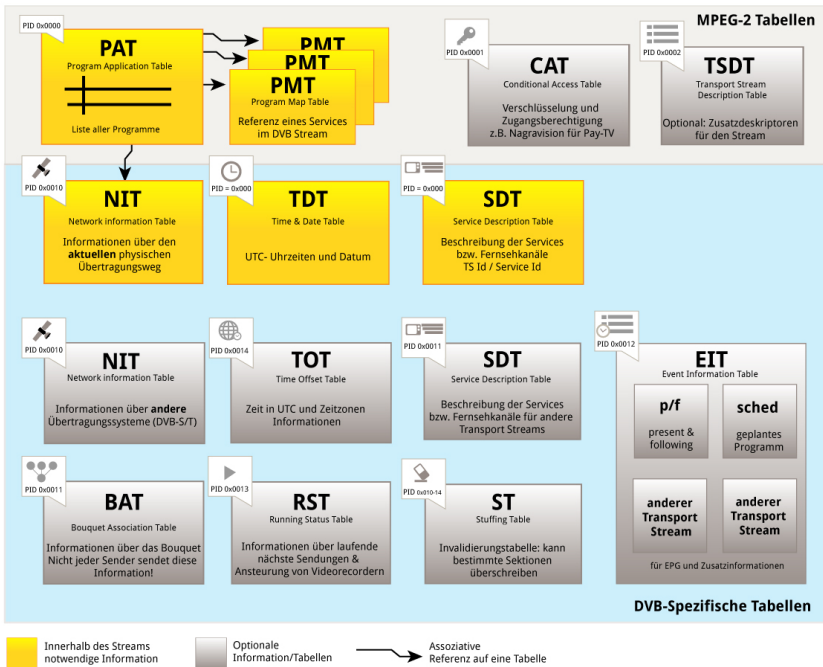 MPEG-2 Tabellen
PID 0x0000
PAT
Program Application Table
Liste aller Programme
PMT
PMT
PMT
Program Map Table
Referenz eines Services
im DVB Stream
PID 0x0001
CAT
Conditional Access Table
Verschlüsselung und
Zugangsberechtigung
z.B. Nagravision für Pay-TV
PID 0x0002
TSDT
Transport Stream
Description Table
Optional: Zusatzdeskriptoren
für den Stream
PID 0x0010
NIT
Network information Table
Informationen über den
aktuellen physischen
Übertragungsweg
PID = 0x000
TDT
Time & Date Table
UTC- Uhrzeiten und Datum
PID = 0x000
SDT
Service Description Table
Beschreibung der Services
bzw. Fernsehkanäle
TS Id / Service Id
PID 0x0010
NIT
Network information Table
Informationen über andere
Übertragungssysteme (DVB-S/T)
PID 0x0014
TOT
Time Offset Table
Zeit in UTC und Zeitzonen
Informationen
PID 0x0011
SDT
Service Description Table
Beschreibung der Services
bzw. Fernsehkanäle für andere
Transport Streams
PID 0x0012
EIT
Event Information Table
p/f
present &
following
sched
geplantes
Programm
anderer
Transport
Stream
anderer
Transport
Stream
für EPG und Zusatzinformationen
PID 0x0011
BAT
Bouquet Association Table
Informationen über das Bouquet
Nicht jeder Sender sendet diese
Information!
PID 0x0013
RST
Running Status Table
Informationen über laufende
nächste Sendungen &
Ansteurung von Videorecordern
PID 0x010-14
ST
Stuffing Table
Invalidierungstabelle: kann
bestimmte Sektionen
überschreiben
DVB-Spezifische Tabellen
Innerhalb des Streams
notwendige Information
Optionale
Information/Tabellen
Assoziative
Referenz auf eine Tabelle